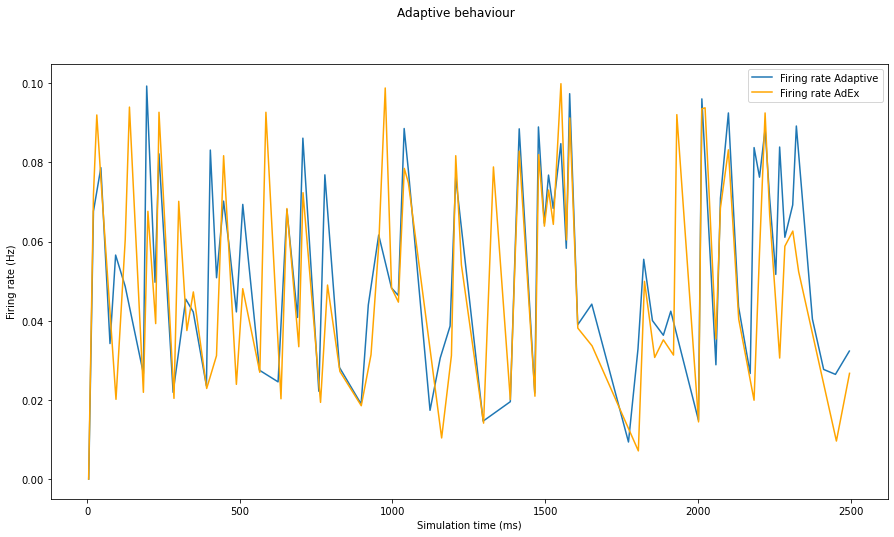 Adaptive behaviour
Firing rate Adaptive
Firing rate AdEx
Firing rate (Hz)
0.10
0.08
0.06
0.04
0.02
0.00
0
500
1000
1500
2000
2500
Simulation time (ms)